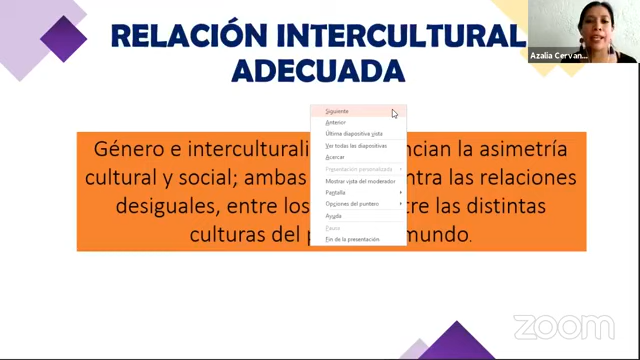 RELACIÓN INTERCULTURAL
ADECUADA
Azalia Cervan...
Género e interculturali ncian la asimetría
cultural y social; ambas ntra las relaciones
desiguales, entre los tre las distintas
culturas del p mundo.
Siguiente
Anterior
Última diapositiva vista
Ver todas las diapositivas
Acercar
Presentación personalizada
Mostrar vista del moderador
Pantalla
Opciones del puntero
Ayuda
Pausa
Fin de la presentación
zoom